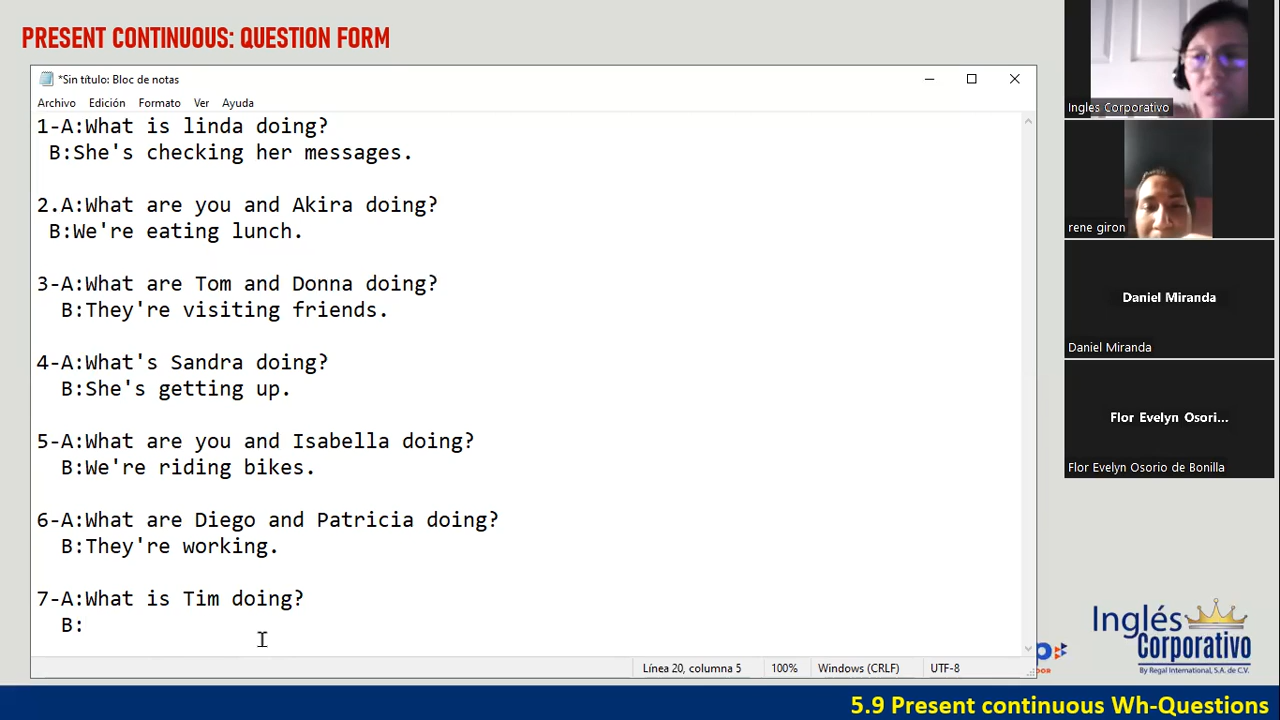 PRESENT CONTINUOUS: QUESTION FORM
*Sin título: Bloc de notas
Archivo Edición Formato Ver Ayuda
1-A:What is linda doing?
B:She's checking her messages.
2.A:What are you and Akira doing?
B:We're eating lunch.
3-A:What are Tom and Donna doing?
B:They're visiting friends.
4-A:What's Sandra doing?
B:She's getting up.
5-A:What are you and Isabella doing?
B:We're riding bikes.
6-A:What are Diego and Patricia doing?
B:They're working.
7-A:What is Tim doing?
B:
Línea 20, columna 5 100% Windows (CRLF) UTF-8
Ingles Corporativo
rene giron
Daniel Miranda
Daniel Miranda
Flor Evelyn Osori...
Flor Evelyn Osorio de Bonilla
Inglés
Corporativo
By Regal International, S.A. de C.V.
5.9 Present continuous Wh-Questions